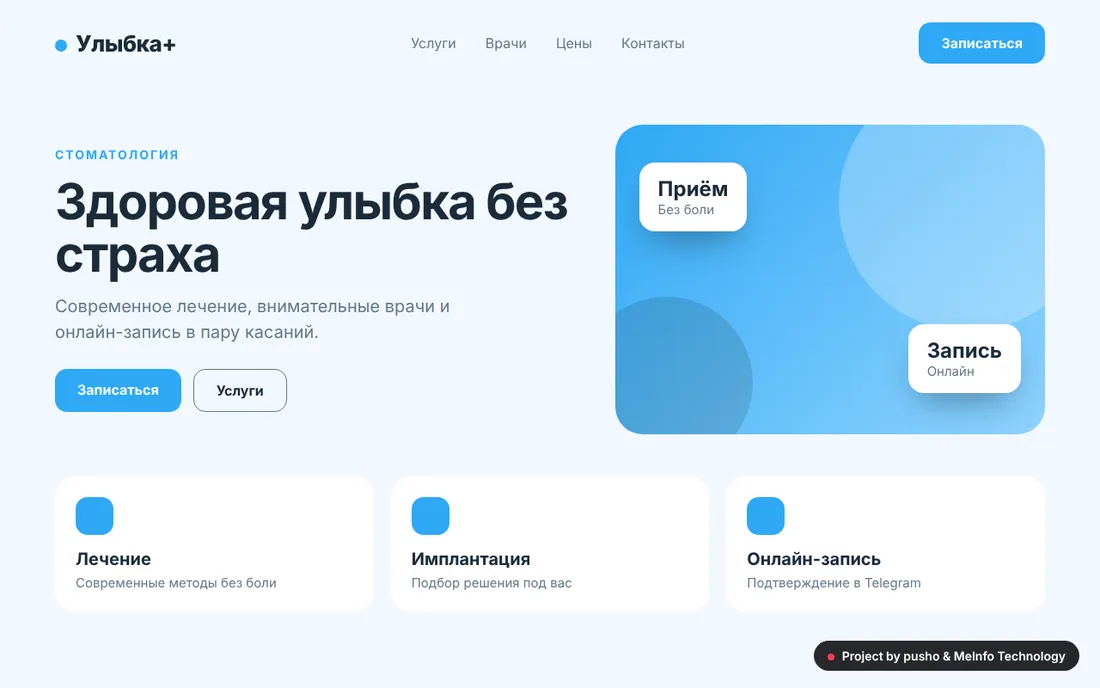 Улыбка+
Услуги
Врачи
Цены
Контакты
Записаться
СТОМАТОЛОГИЯ
Здоровая улыбка без
страха
Современное лечение, внимательные врачи и
онлайн-запись в пару касаний.
Записаться
Услуги
Приём
Без боли
Запись
Онлайн
Лечение
Современные методы без боли
Имплантация
Подбор решения под вас
Онлайн-запись
Подтверждение в Telegram
Project by pusho & MeInfo Technology